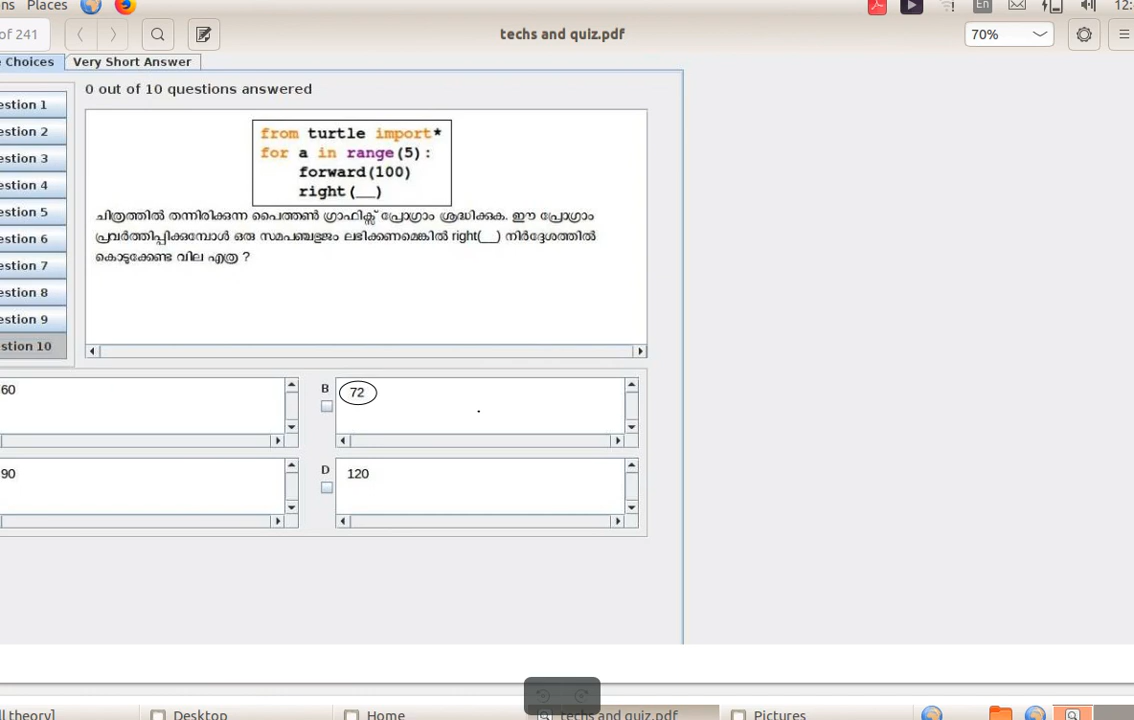 ns Places En 12:
of 241 techs and quiz.pdf 70%
Choices Very Short Answer
0 out of 10 questions answered
estion 1
estion 2
estion 3
estion 4
estion 5
estion 6
estion 7
estion 8
estion 9
stion 10
from turtle import*
for a in range(5):
forward(100)
right(__)
ചിത്രത്തിൽ തന്നിരിക്കുന്ന പൈത്തൺ ഗ്രാഫിക്സ് പ്രോഗ്രാം ശ്രദ്ധിക്കുക. ഈ പ്രോഗ്രാം
പ്രവർത്തിപ്പിക്കുമ്പോൾ ഒരു സമപഞ്ചഭുജം ലഭിക്കണമെങ്കിൽ right(__) നിർദ്ദേശത്തിൽ
കൊടുക്കേണ്ട വില എത്ര ?
60
B 72
90
D 120
ll theory] Desktop Home techs and quiz.pdf Pictures